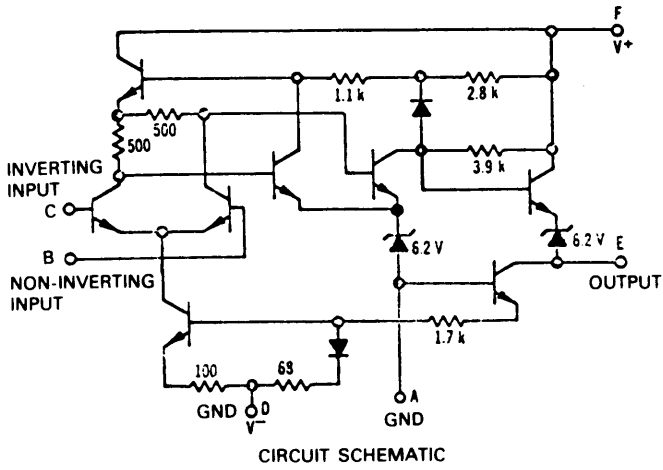 F
V+
1.1 k
2.8k
500
500
3.9 k
INVERTING
INPUT
C
B
NON-INVERTING
INPUT
6.2 V
6.2 V
E
OUTPUT
1.7 k
100
68
GND
D
V−
A
GND
CIRCUIT SCHEMATIC